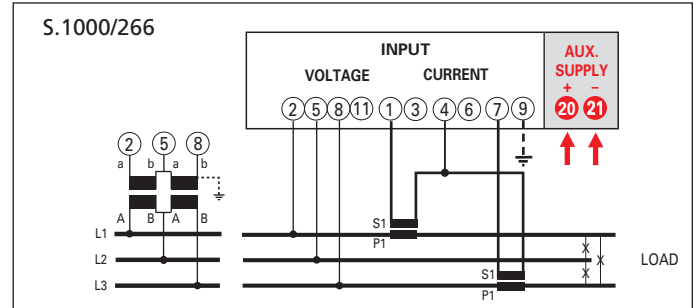 S.1000/266
INPUT
VOLTAGE CURRENT
AUX.
SUPPLY
+ −
2 5 8 11 1 3 4 6 7 9 20 21
2 5 8
a b a b
A B A B
L1
L2
L3
S1
P1
S1
P1
X
X X
X
LOAD